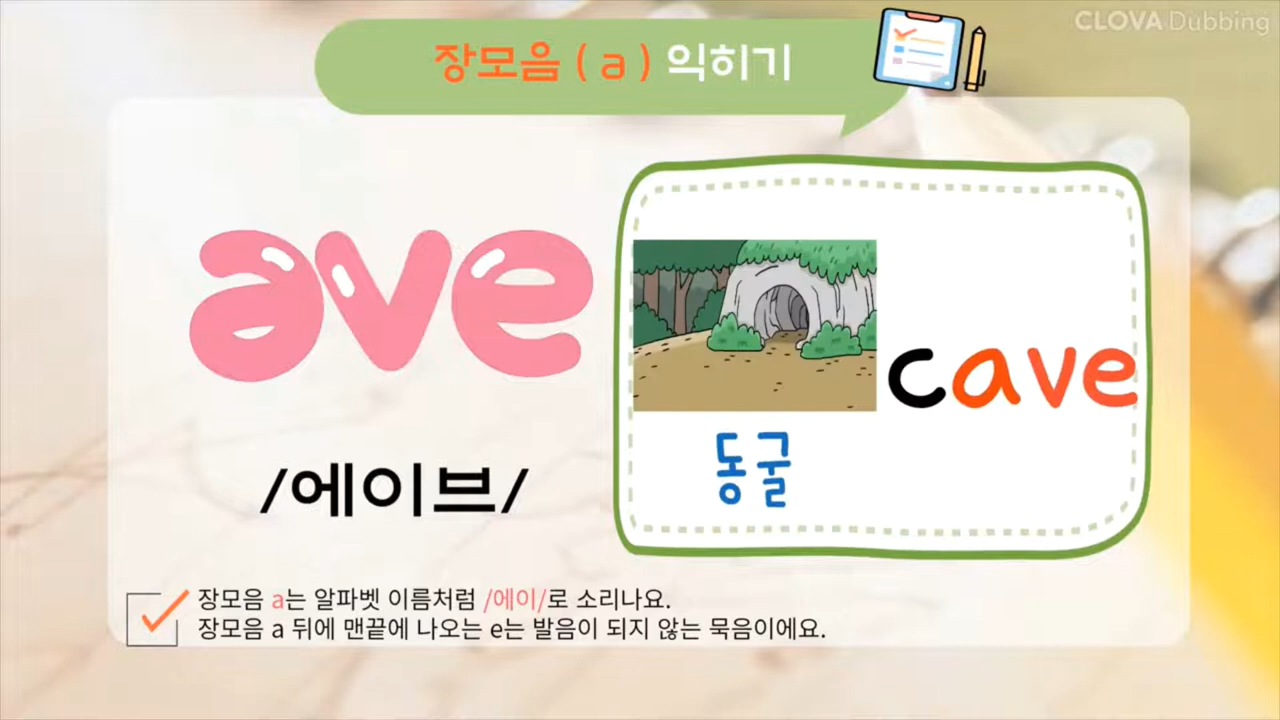 CLOVA Dubbing
장모음 ( a ) 익히기
ave
/에이브/
cave
동굴
장모음 a는 알파벳 이름처럼 /에이/로 소리나요.
장모음 a 뒤에 맨끝에 나오는 e는 발음이 되지 않는 묵음이에요.